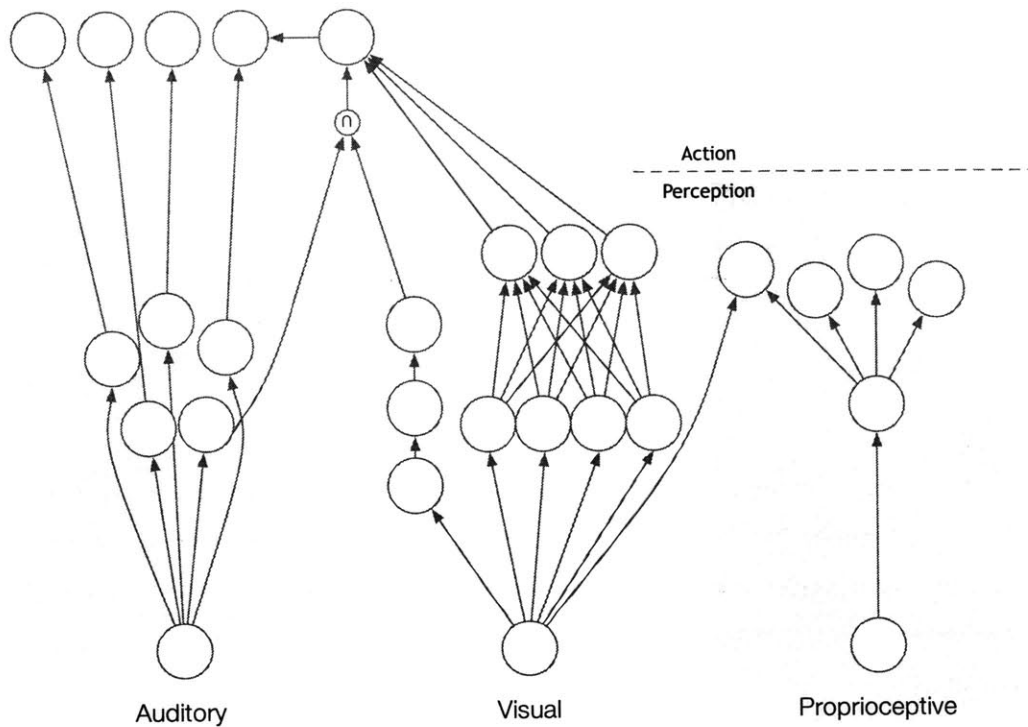 ∩
Action
Perception
Auditory
Visual
Proprioceptive